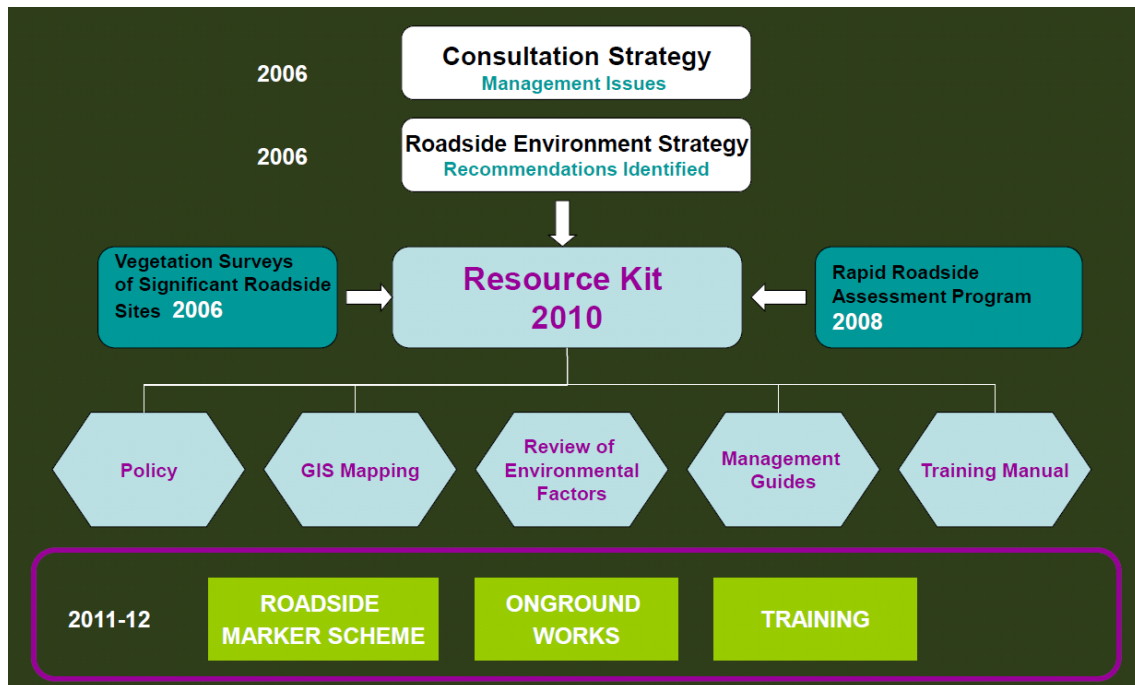 2006
Consultation Strategy
Management Issues
2006
Roadside Environment Strategy
Recommendations Identified
Vegetation Surveys
of Significant Roadside
Sites 2006
Resource Kit
2010
Rapid Roadside
Assessment Program
2008
Policy
GIS Mapping
Review of
Environmental
Factors
Management
Guides
Training Manual
2011-12
ROADSIDE
MARKER SCHEME
ONGROUND
WORKS
TRAINING